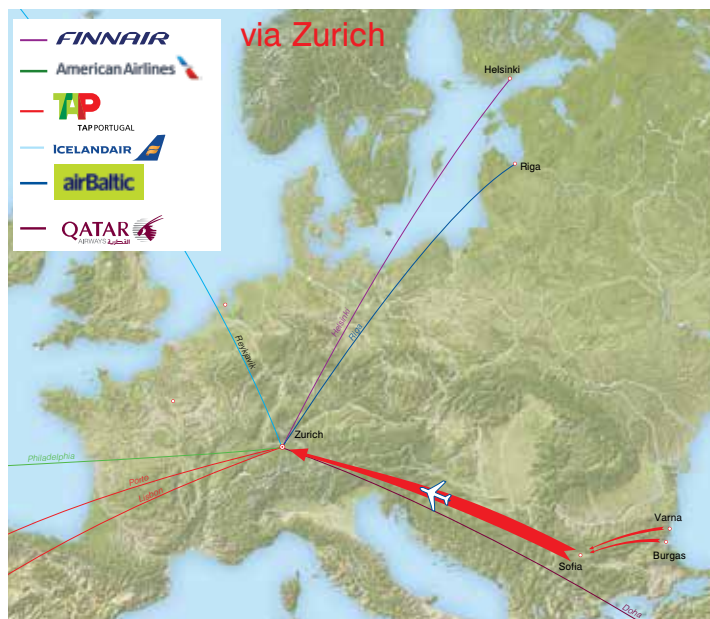 via Zurich
FINNAIR
American Airlines
TAP
TAP PORTUGAL
ICELANDAIR
airBaltic
QATAR
AIRWAYS القطرية
Helsinki
Riga
Helsinki
Riga
Reykjavik
Zurich
Philadelphia
Porto
Lisbon
Varna
Burgas
Sofia
Doha